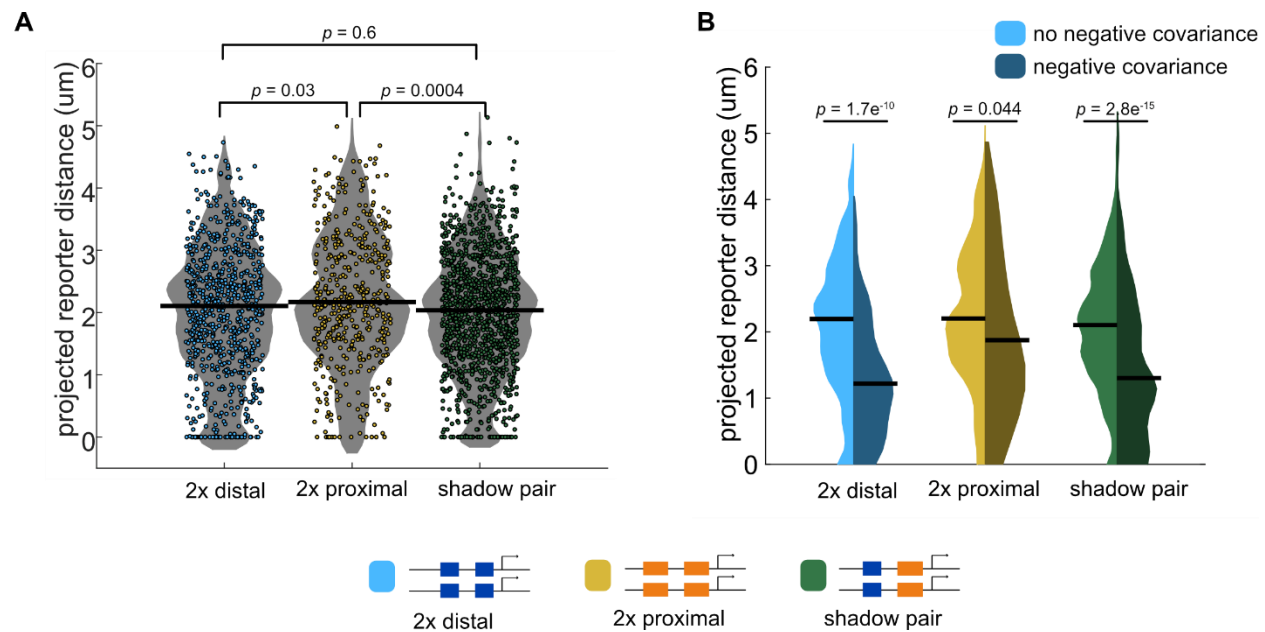 A
p = 0.6
p = 0.03
p = 0.0004
projected reporter distance (um)
6
5
4
3
2
1
0
2x distal
2x proximal
shadow pair
B
no negative covariance
negative covariance
p = 1.7e-10
p = 0.044
p = 2.8e-15
projected reporter distance (um)
6
5
4
3
2
1
0
2x distal
2x proximal
shadow pair
2x distal
2x proximal
shadow pair